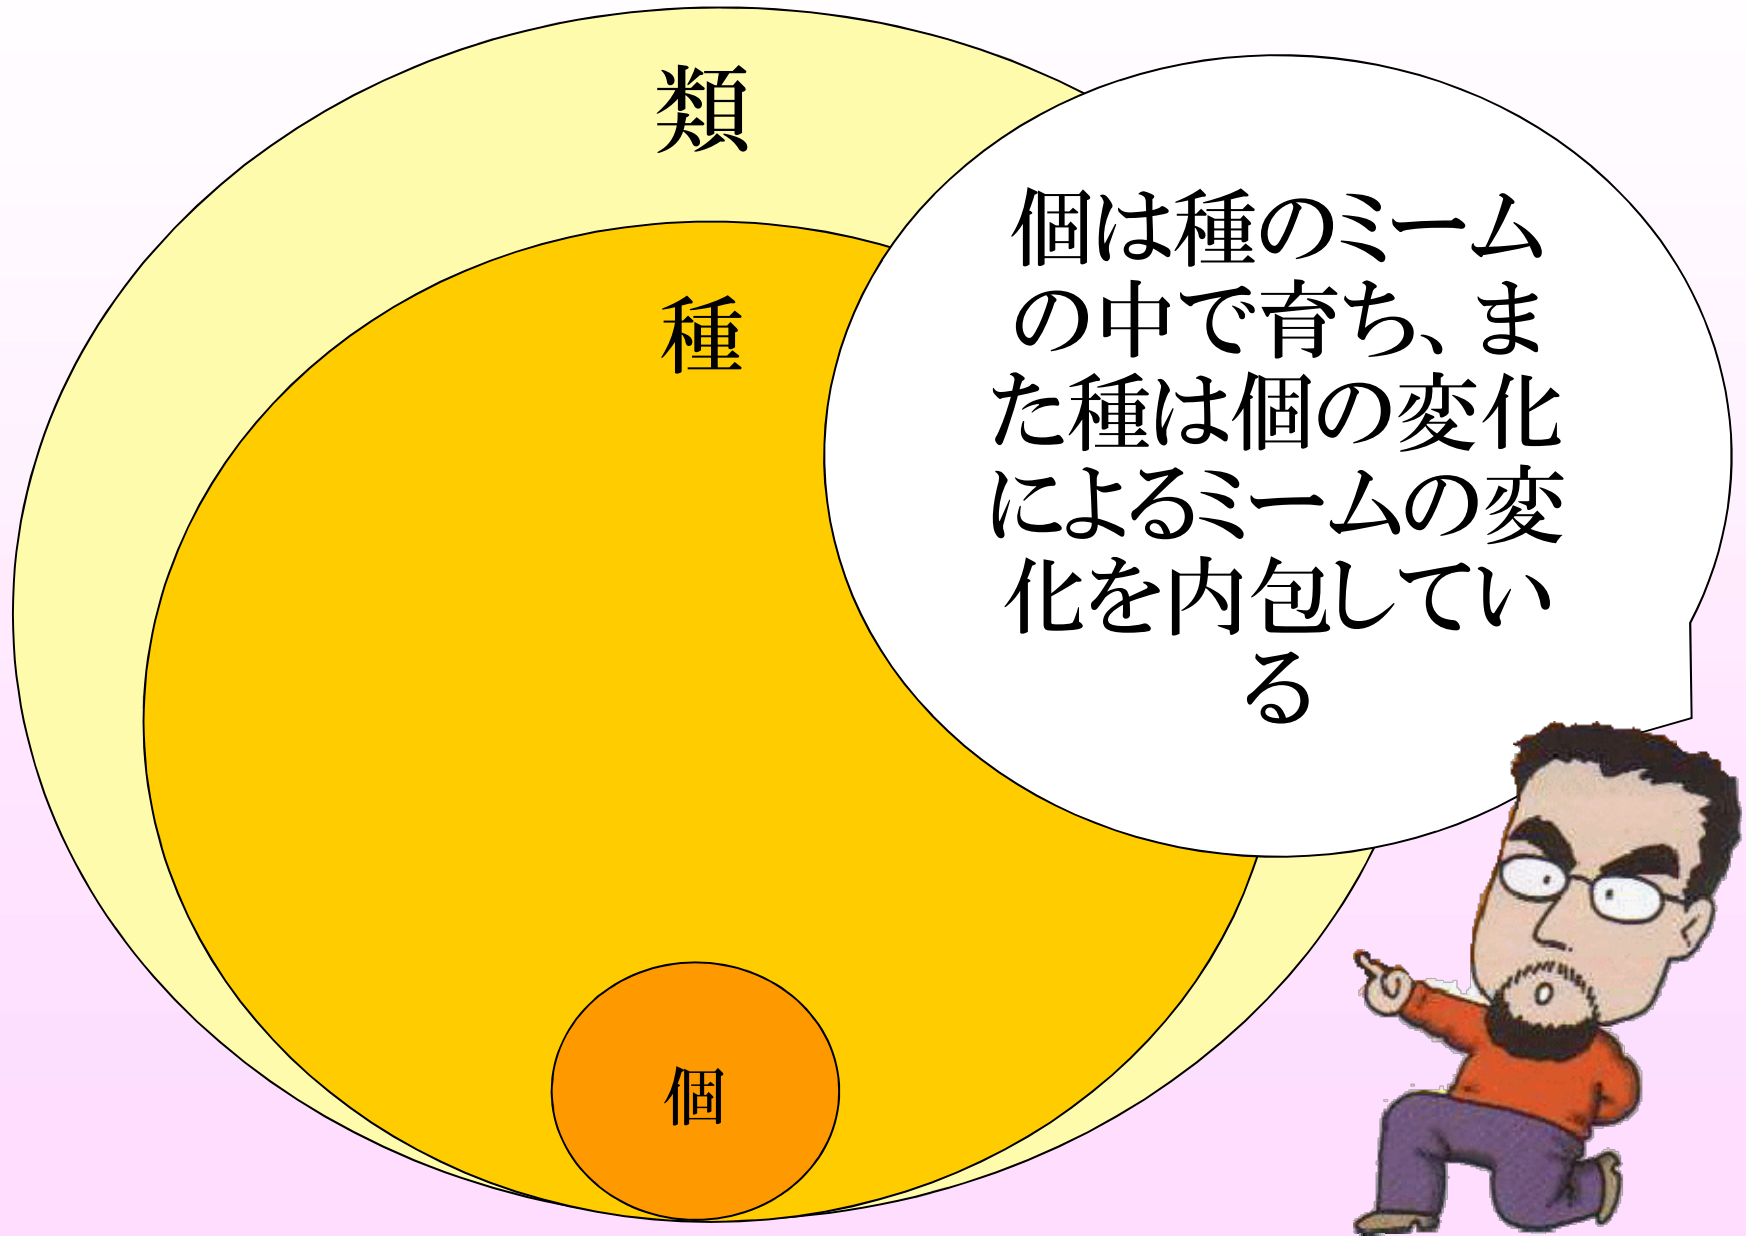 類
種
個は種のミーム
の中で育ち、ま
た種は個の変化
によるミームの変
化を内包してい
る
個